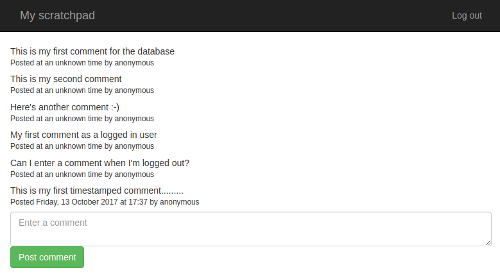 My scratchpad
Log out
This is my first comment for the database
Posted at an unknown time by anonymous
This is my second comment
Posted at an unknown time by anonymous
Here's another comment :-)
Posted at an unknown time by anonymous
My first comment as a logged in user
Posted at an unknown time by anonymous
Can I enter a comment when I'm logged out?
Posted at an unknown time by anonymous
This is my first timestamped comment.........
Posted Friday, 13 October 2017 at 17:37 by anonymous
Enter a comment
Post comment